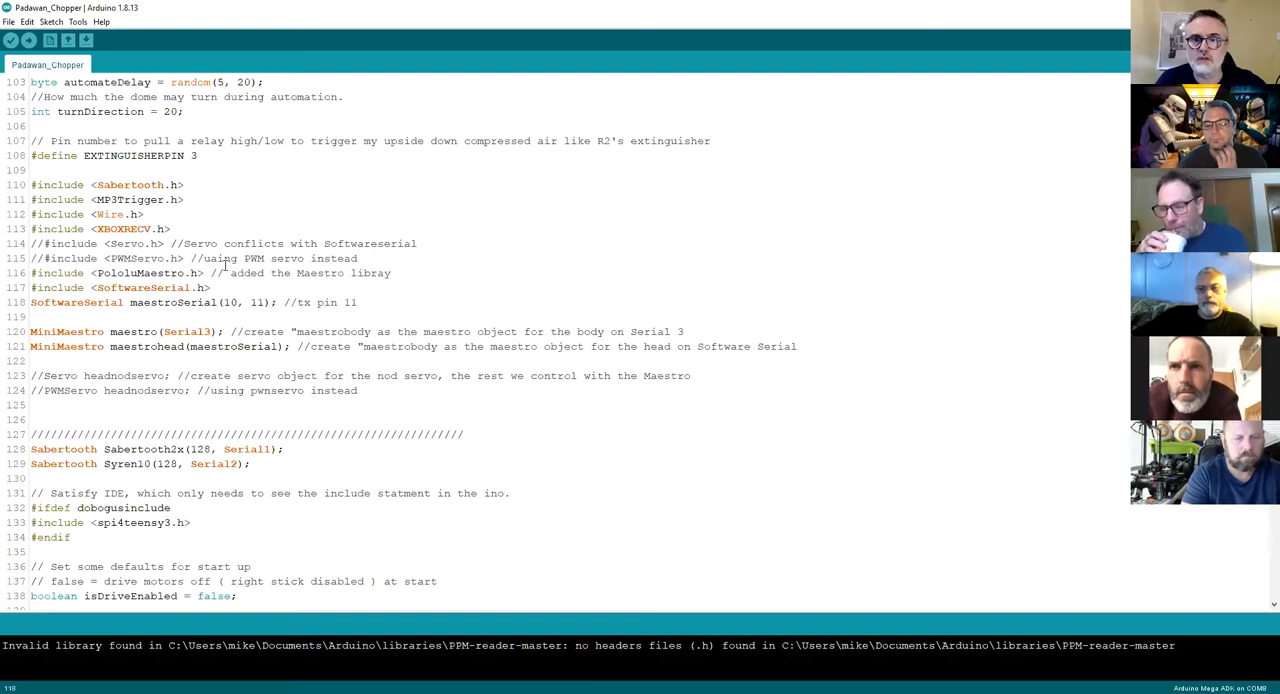 Padawan_Chopper | Arduino 1.8.13
File Edit Sketch Tools Help
Padawan_Chopper
103 byte automateDelay = random(5, 20);
104 //How much the dome may turn during automation.
105 int turnDirection = 20;
106
107 // Pin number to pull a relay high/low to trigger my upside down compressed air like R2's extinguisher
108 #define EXTINGUISHERPIN 3
109
110 #include <Sabertooth.h>
111 #include <MP3Trigger.h>
112 #include <Wire.h>
113 #include <XBOXRECV.h>
114 //#include <Servo.h> //Servo conflicts with Softwareserial
115 //#include <PWMServo.h> //uaing PWM servo instead
116 #include <PololuMaestro.h> // added the Maestro libray
117 #include <SoftwareSerial.h>
118 SoftwareSerial maestroSerial(10, 11); //tx pin 11
119
120 MiniMaestro maestro(Serial3); //create "maestrobody as the maestro object for the body on Serial 3
121 MiniMaestro maestrohead(maestroSerial); //create "maestrobody as the maestro object for the head on Software Serial
122
123 //Servo headnodservo; //create servo object for the nod servo, the rest we control with the Maestro
124 //PWMServo headnodservo; //using pwnservo instead
125
126
127 //////////////////////////////////////////////////////////////////
128 Sabertooth Sabertooth2x(128, Serial1);
129 Sabertooth Syren10(128, Serial2);
130
131 // Satisfy IDE, which only needs to see the include statment in the ino.
132 #ifdef dobogusinclude
133 #include <spi4teensy3.h>
134 #endif
135
136 // Set some defaults for start up
137 // false = drive motors off ( right stick disabled ) at start
138 boolean isDriveEnabled = false;
Invalid library found in C:\Users\mike\Documents\Arduino\libraries\PPM-reader-master: no headers files (.h) found in C:\Users\mike\Documents\Arduino\libraries\PPM-reader-master
118
Arduino Mega ADK on COM8